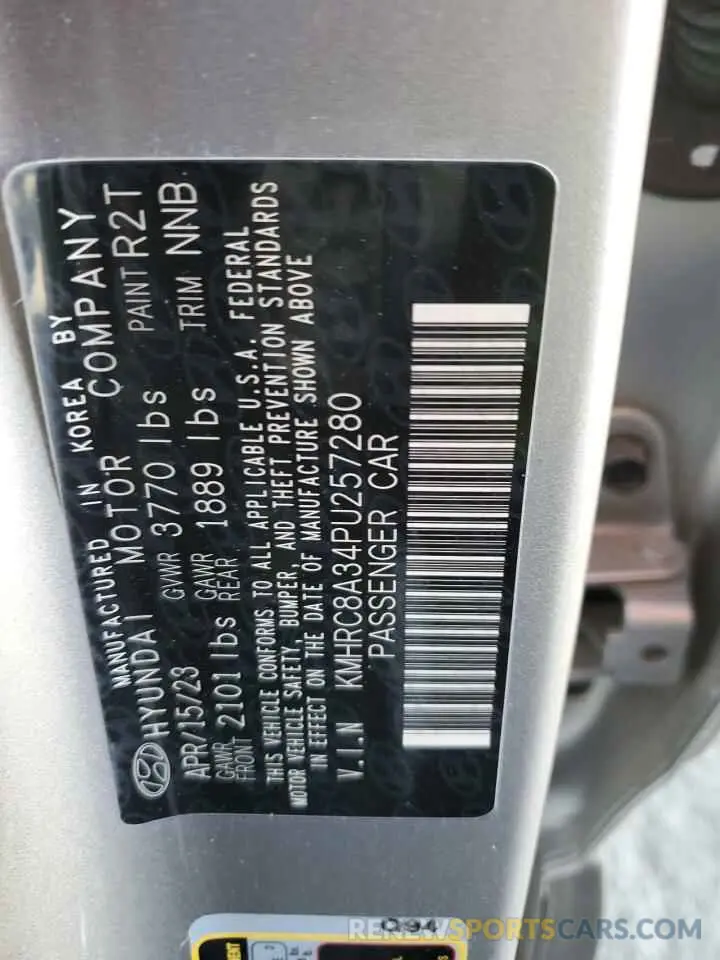 MANUFACTURED IN KOREA BY
HYUNDAI MOTOR COMPANY
APR/15/23 GVWR 3770 lbs PAINT R2T
GAWR FRONT 2101 lbs GAWR REAR 1889 lbs TRIM NNB
THIS VEHICLE CONFORMS TO ALL APPLICABLE U.S.A. FEDERAL
MOTOR VEHICLE SAFETY, BUMPER, AND THEFT PREVENTION STANDARDS
IN EFFECT ON THE DATE OF MANUFACTURE SHOWN ABOVE
V.I.N KMHRC8A34PU257280
PASSENGER CAR
Q94
RENEWSPORTSCARS.COM